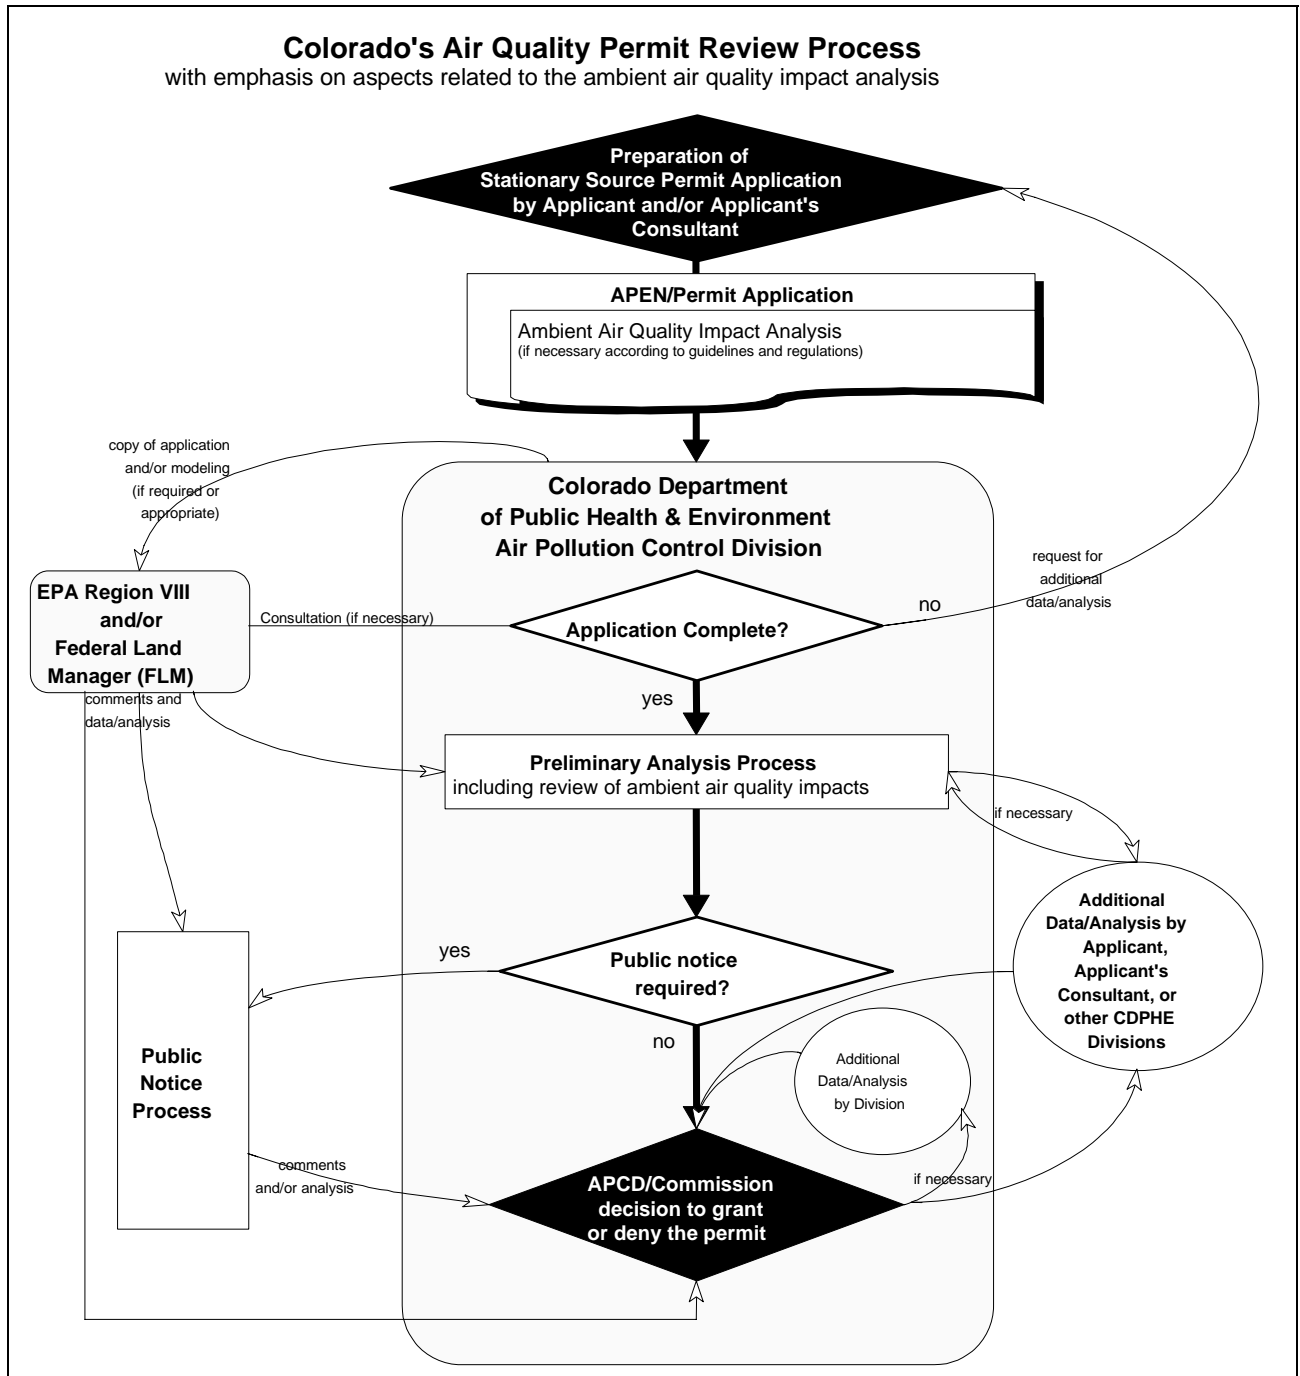 Colorado's Air Quality Permit Review Process
with emphasis on aspects related to the ambient air quality impact analysis
Preparation of
Stationary Source Permit Application
by Applicant and/or Applicant's
Consultant
APEN/Permit Application
Ambient Air Quality Impact Analysis
(if necessary according to guidelines and regulations)
copy of application
and/or modeling
(if required or
appropriate)
Colorado Department
of Public Health & Environment
Air Pollution Control Division
request for
additional
data/analysis
EPA Region VIII
and/or
Federal Land
Manager (FLM)
Consultation (if necessary)
Application Complete?
no
yes
comments and
data/analysis
Preliminary Analysis Process
including review of ambient air quality impacts
if necessary
Additional
Data/Analysis by
Applicant,
Applicant's
Consultant, or
other CDPHE
Divisions
yes
Public notice
required?
no
Public
Notice
Process
Additional
Data/Analysis
by Division
comments
and/or analysis
if necessary
APCD/Commission
decision to grant
or deny the permit